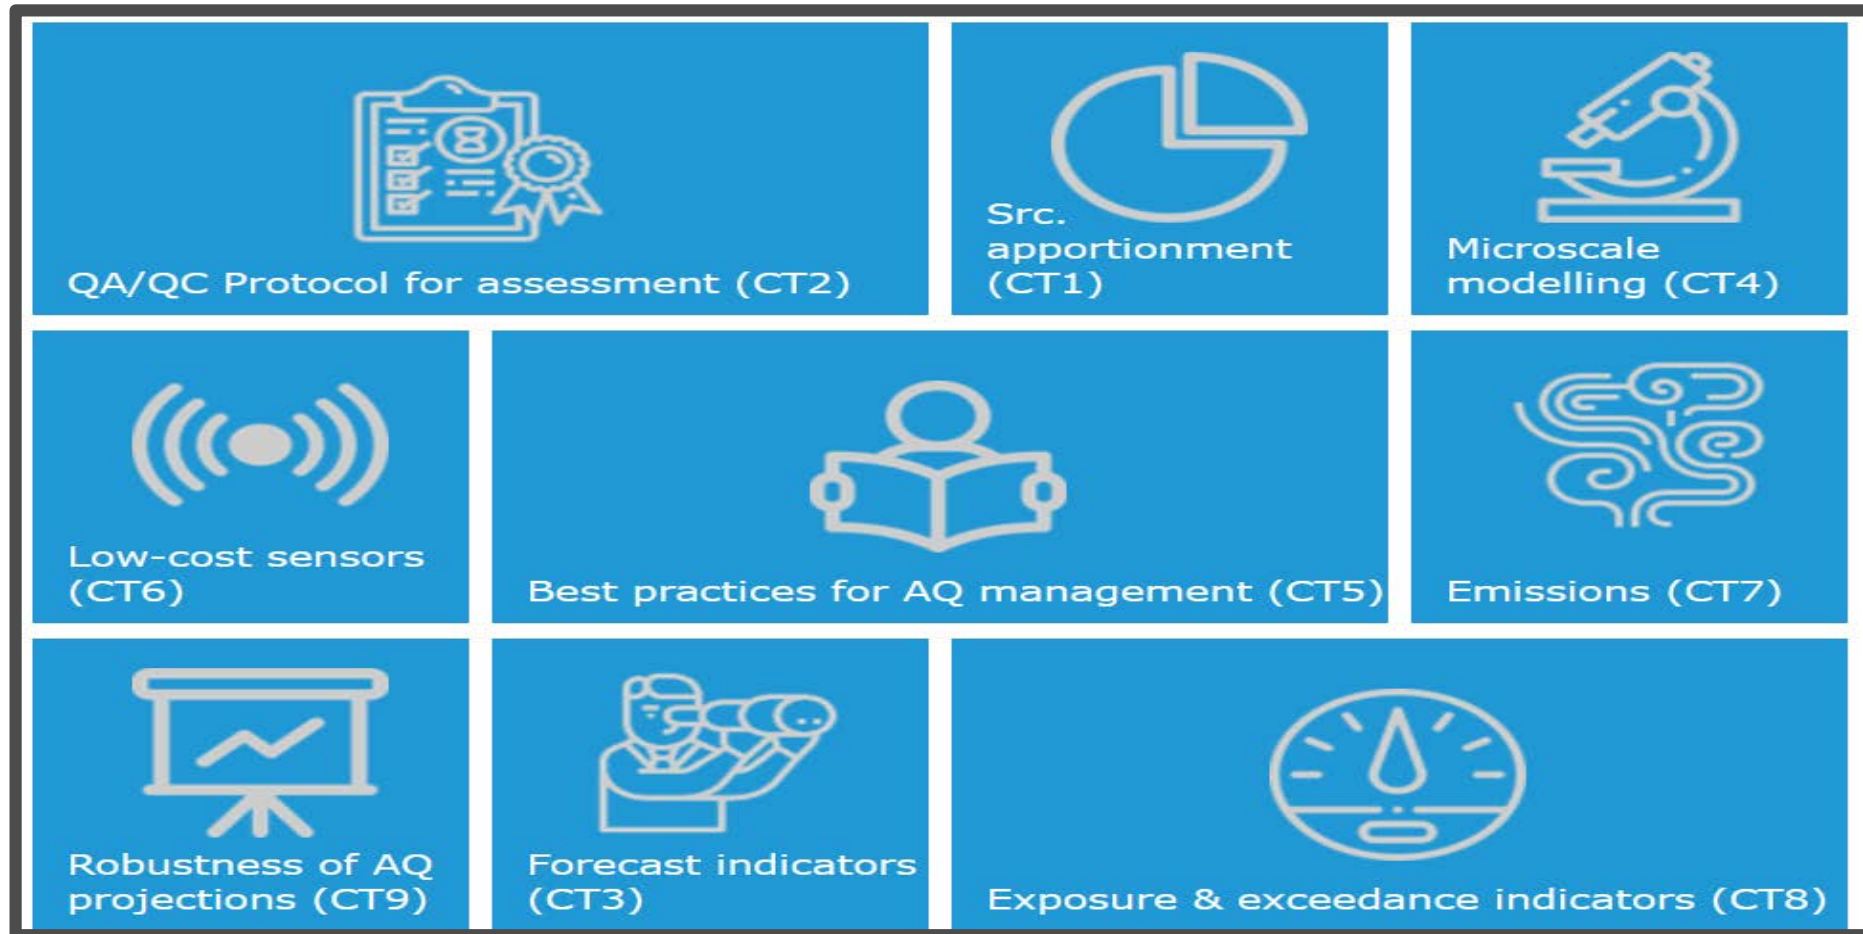 QA/QC Protocol for assessment (CT2)
Src.
apportionment
(CT1)
Microscale
modelling (CT4)
Low-cost sensors
(CT6)
Best practices for AQ management (CT5)
Emissions (CT7)
Robustness of AQ
projections (CT9)
Forecast indicators
(CT3)
Exposure & exceedance indicators (CT8)